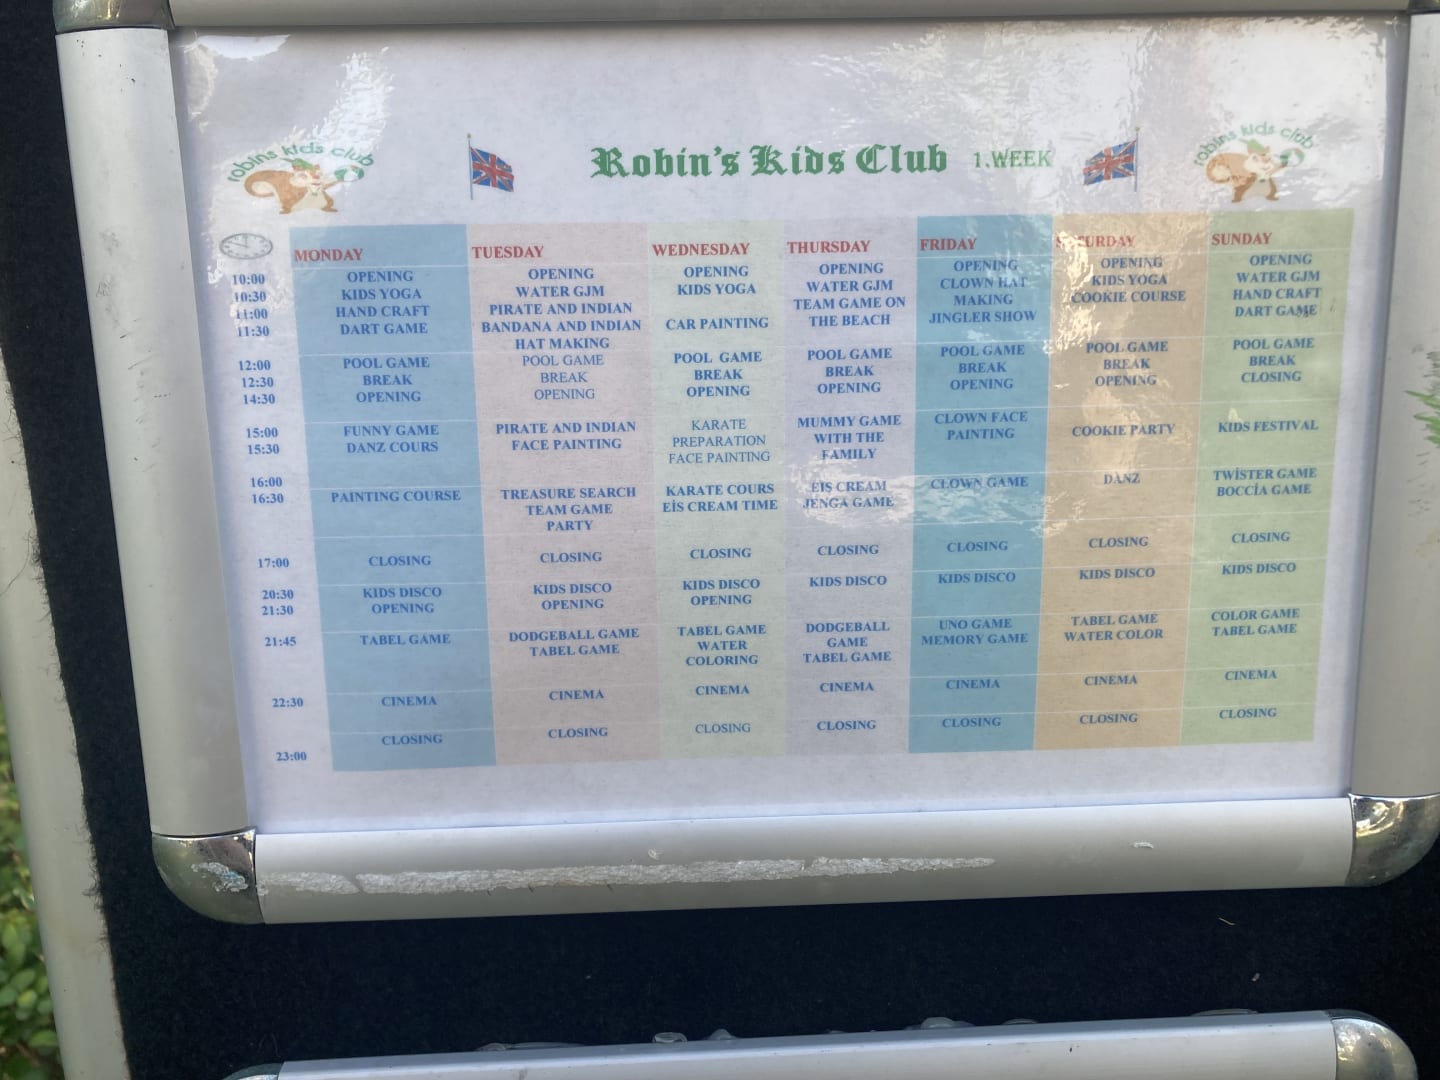 robins kids club
Robin's Kids Club 1.WEEK
robins kids club
MONDAY TUESDAY WEDNESDAY THURSDAY FRIDAY SATURDAY SUNDAY
10:00 OPENING OPENING OPENING OPENING OPENING OPENING OPENING
10:30 KIDS YOGA WATER GJM KIDS YOGA WATER GJM CLOWN HAT KIDS YOGA WATER GJM
11:00 HAND CRAFT PIRATE AND INDIAN TEAM GAME ON MAKING COOKIE COURSE HAND CRAFT
11:30 DART GAME BANDANA AND INDIAN CAR PAINTING THE BEACH JINGLER SHOW DART GAME
HAT MAKING
12:00 POOL GAME POOL GAME POOL GAME POOL GAME POOL GAME POOL GAME POOL GAME
12:30 BREAK BREAK BREAK BREAK BREAK BREAK BREAK
14:30 OPENING OPENING OPENING OPENING OPENING OPENING CLOSING
15:00 FUNNY GAME PIRATE AND INDIAN KARATE MUMMY GAME CLOWN FACE COOKIE PARTY KIDS FESTIVAL
15:30 DANZ COURS FACE PAINTING PREPARATION WITH THE PAINTING
FACE PAINTING FAMILY
16:00 CLOWN GAME DANZ TWİSTER GAME
16:30 PAINTING COURSE TREASURE SEARCH KARATE COURS EİS CREAM BOCCİA GAME
TEAM GAME EİS CREAM TIME JENGA GAME
PARTY
17:00 CLOSING CLOSING CLOSING CLOSING CLOSING CLOSING CLOSING
20:30 KIDS DISCO KIDS DISCO KIDS DISCO KIDS DISCO KIDS DISCO KIDS DISCO KIDS DISCO
21:30 OPENING OPENING OPENING
21:45 TABEL GAME DODGEBALL GAME TABEL GAME DODGEBALL UNO GAME TABEL GAME COLOR GAME
TABEL GAME WATER GAME MEMORY GAME WATER COLOR TABEL GAME
COLORING TABEL GAME
22:30 CINEMA CINEMA CINEMA CINEMA CINEMA CINEMA CINEMA
CLOSING CLOSING CLOSING CLOSING CLOSING CLOSING CLOSING
23:00